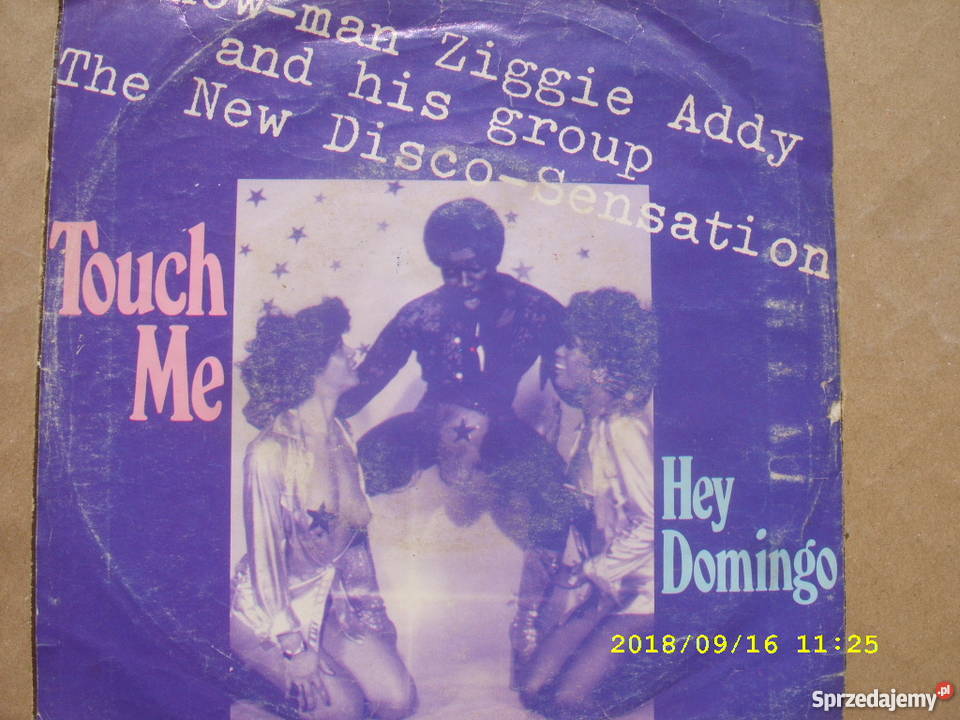 Ziggie Addy
and his group
The New Disco-Sensation
Touch
Me
Hey
Domingo
2018/09/16 11:25
Sprzedajemy.pl